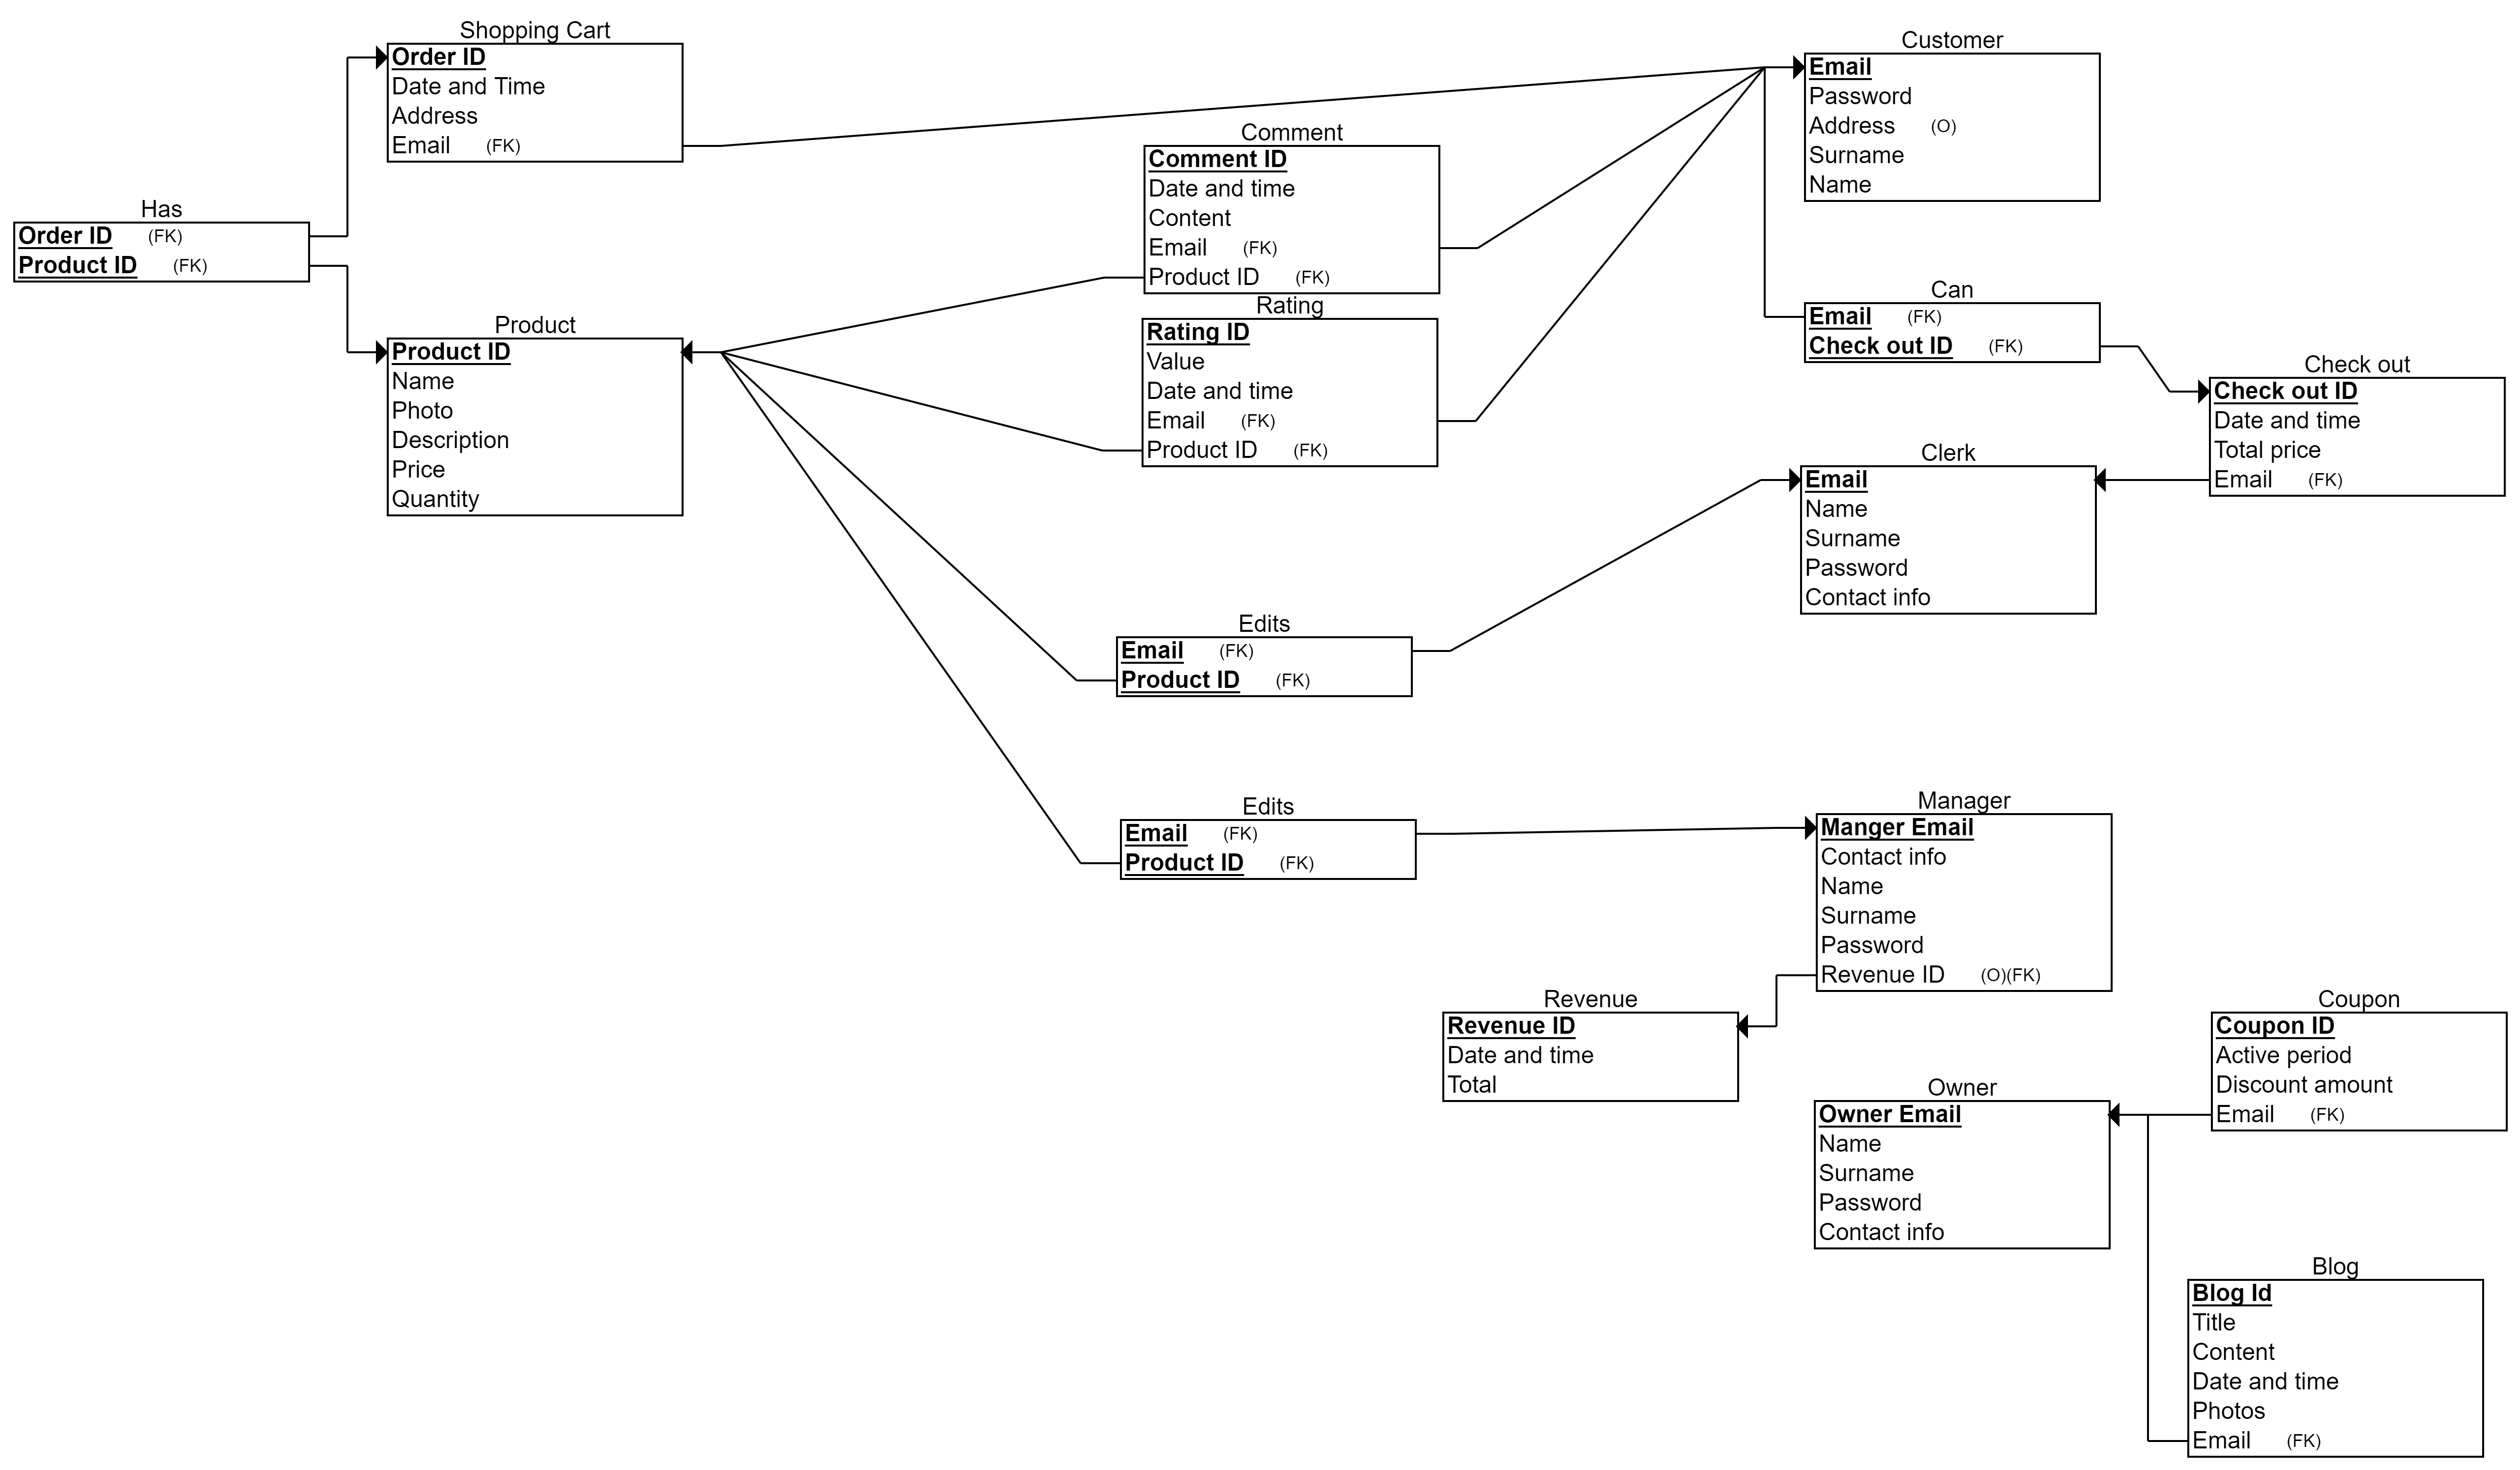 Shopping Cart
Order ID
Date and Time
Address
Email (FK)
Customer
Email
Password
Address (O)
Surname
Name
Comment
Comment ID
Date and time
Content
Email (FK)
Product ID (FK)
Has
Order ID (FK)
Product ID (FK)
Product
Product ID
Name
Photo
Description
Price
Quantity
Rating
Rating ID
Value
Date and time
Email (FK)
Product ID (FK)
Can
Email (FK)
Check out ID (FK)
Check out
Check out ID
Date and time
Total price
Email (FK)
Clerk
Email
Name
Surname
Password
Contact info
Edits
Email (FK)
Product ID (FK)
Edits
Email (FK)
Product ID (FK)
Manager
Manger Email
Contact info
Name
Surname
Password
Revenue ID (O)(FK)
Revenue
Revenue ID
Date and time
Total
Coupon
Coupon ID
Active period
Discount amount
Email (FK)
Owner
Owner Email
Name
Surname
Password
Contact info
Blog
Blog Id
Title
Content
Date and time
Photos
Email (FK)